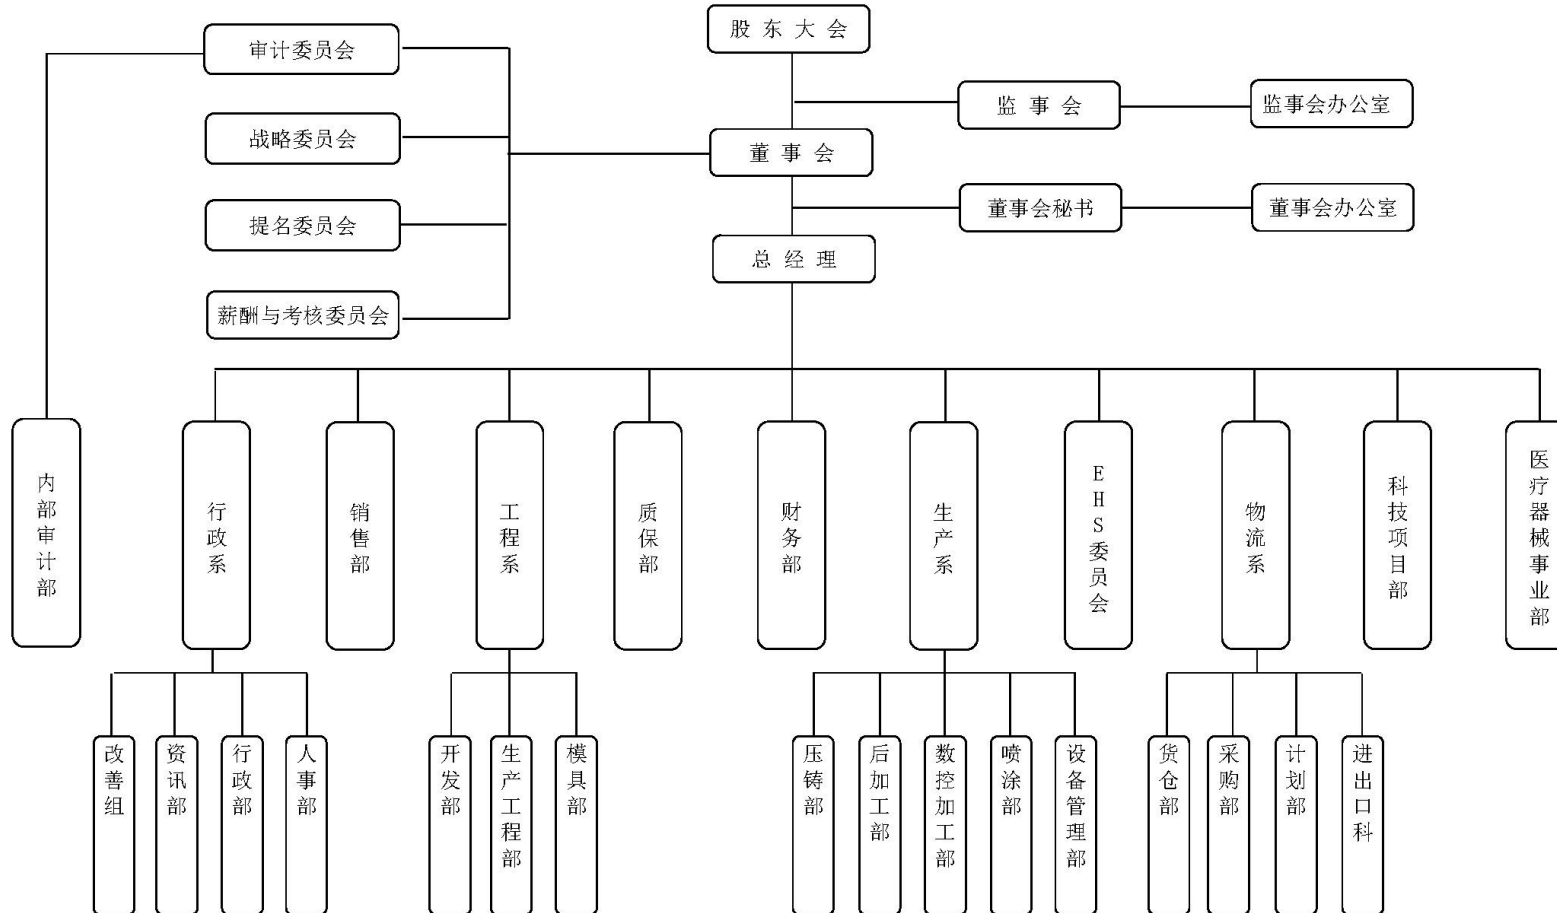 股东大会
审计委员会
监事会
监事会办公室
战略委员会
董事会
提名委员会
董事会秘书
董事会办公室
总经理
薪酬与考核委员会
内部审计部
行政系
销售部
工程系
质保部
财务部
生产系
EHS委员会
物流系
科技项目部
医疗器械事业部
改善组
资讯部
行政部
人事部
开发部
生产工程部
模具部
压铸部
后加工部
数控加工部
喷涂部
设备管理部
货仓部
采购部
计划部
进出口科